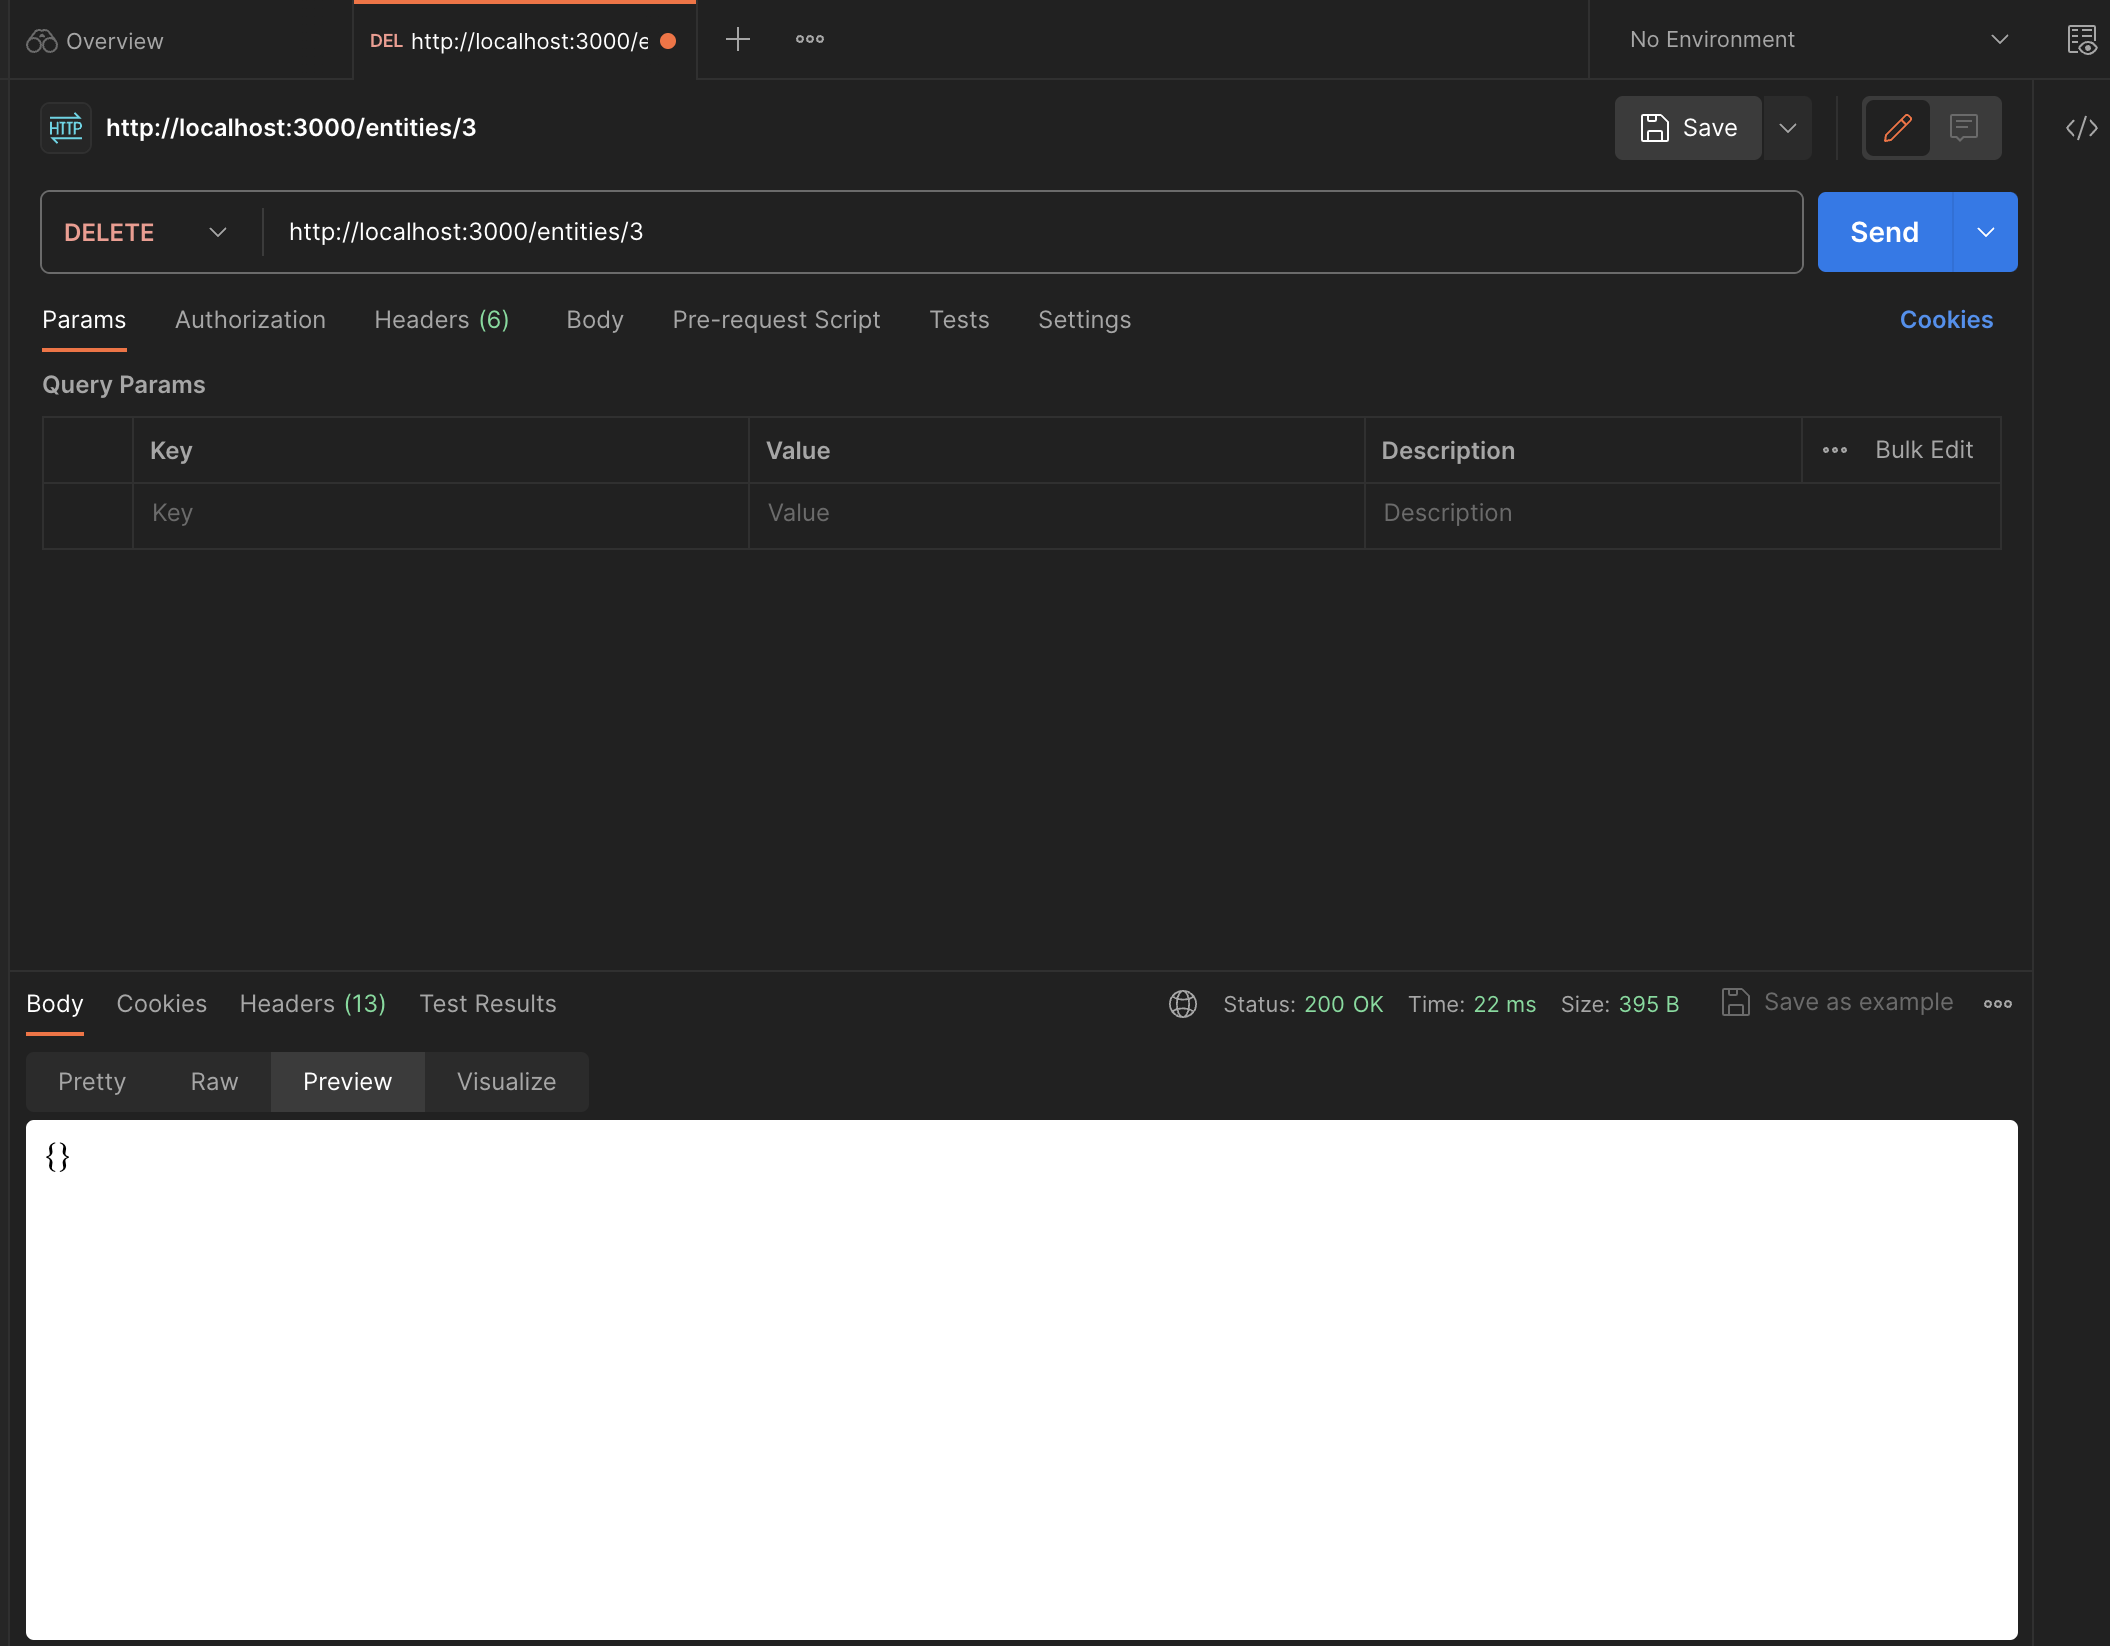 Overview
DEL http://localhost:3000/e
No Environment
HTTP http://localhost:3000/entities/3
Save
DELETE http://localhost:3000/entities/3
Send
Params Authorization Headers (6) Body Pre-request Script Tests Settings Cookies
Query Params
Key Value Description Bulk Edit
Key Value Description
Body Cookies Headers (13) Test Results Status: 200 OK Time: 22 ms Size: 395 B Save as example
Pretty Raw Preview Visualize
{}